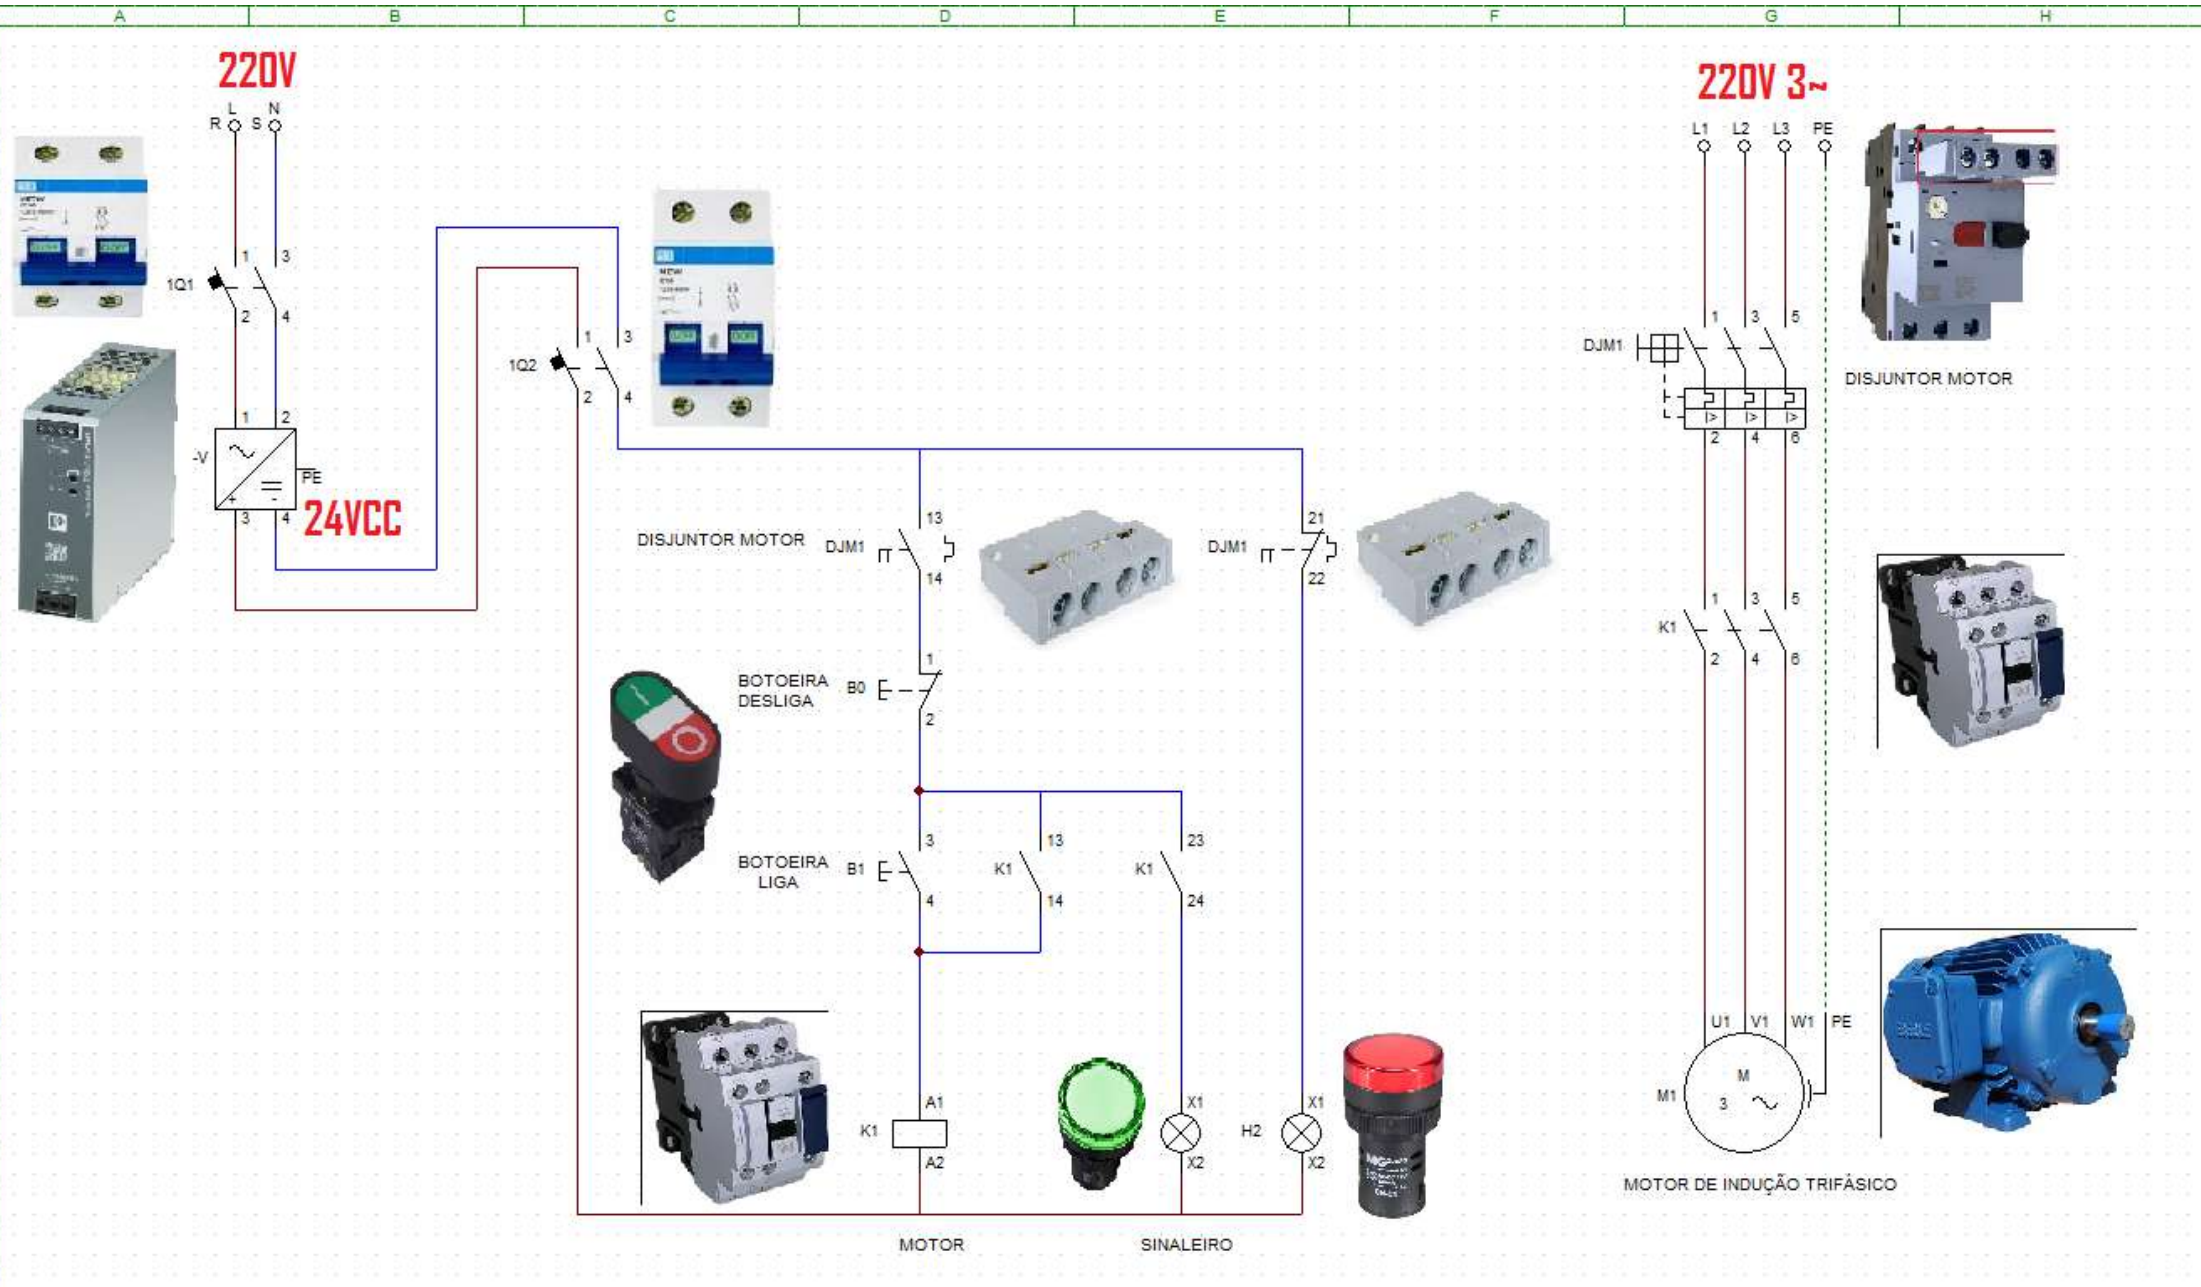 A B C D E F G H
220V
220V 3~
L N
R S
L1 L2 L3 PE
1 3
1Q1
2 4
1 3
1Q2
2 4
NEW
1 3 5
DJM1
I> I> I>
2 4 6
DISJUNTOR MOTOR
1 2
-V
PE
+ -
3 4
24VCC
13
DISJUNTOR MOTOR DJM1
14
21
DJM1
22
1 3 5
K1
2 4 6
1
BOTOEIRA
DESLIGA
B0
2
3 13 23
BOTOEIRA
LIGA
B1 K1 K1
4 14 24
A1 X1 X1
K1 H2
A2 X2 X2
U1 V1 W1 PE
M1
M
3
MOTOR DE INDUÇÃO TRIFÁSICO
MOTOR SINALEIRO